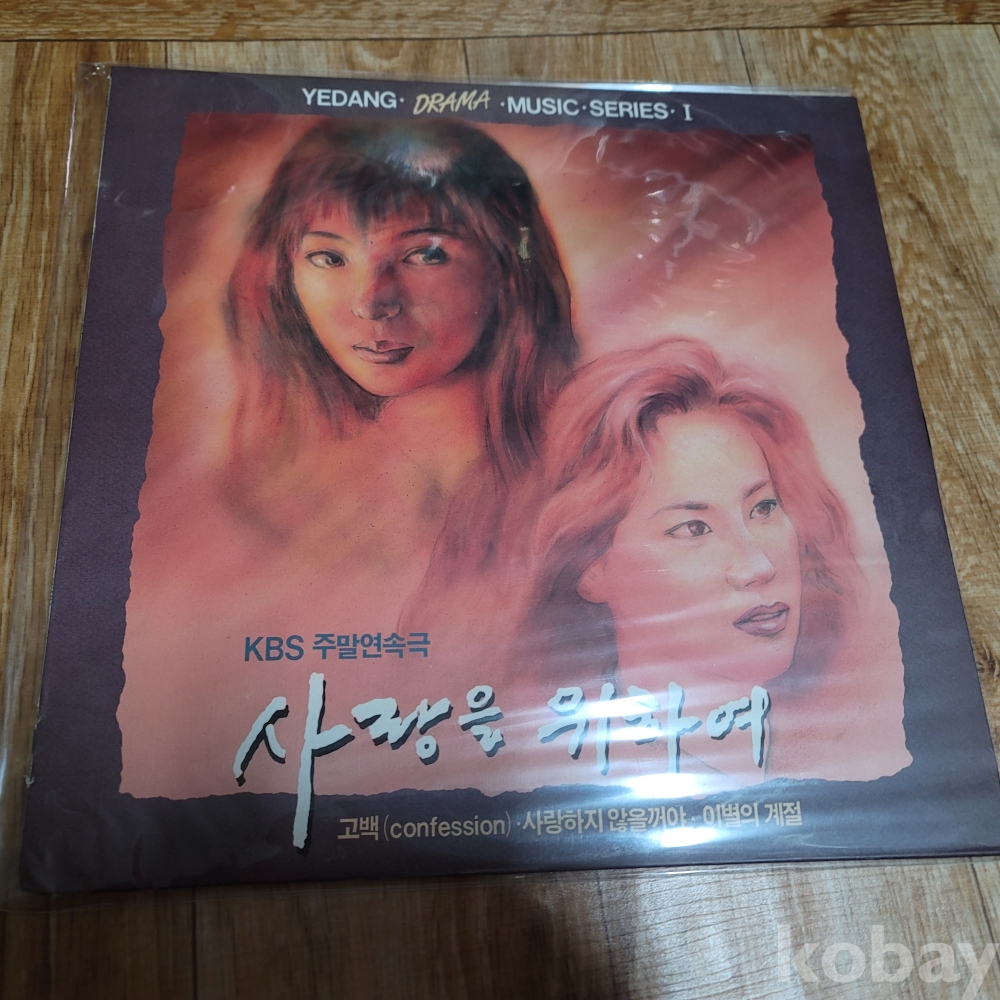 YEDANG · DRAMA · MUSIC · SERIES · I
KBS 주말연속극
사랑을 위하여
고백 (confession) · 사랑하지 않을꺼야 · 이별의 계절
kobay